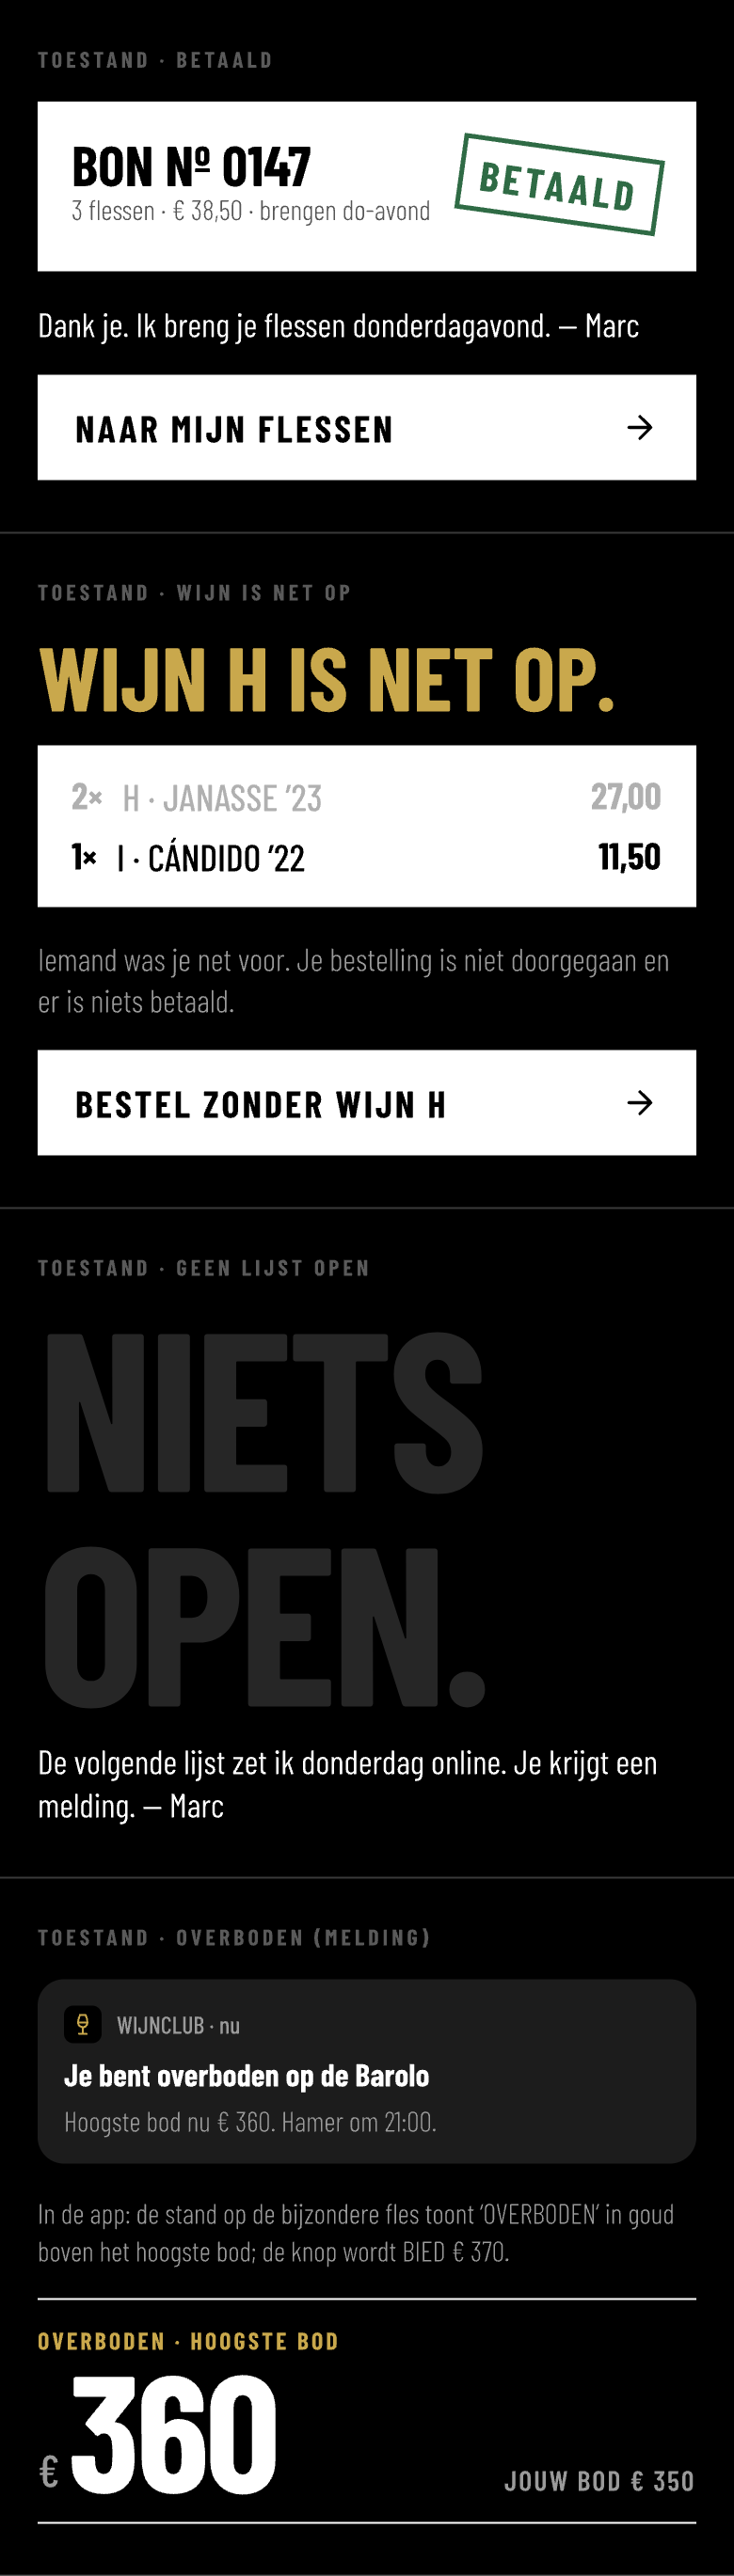 TOESTAND · BETAALD
BON Nº 0147
3 flessen · € 38,50 · brengen do-avond
BETAALD
Dank je. Ik breng je flessen donderdagavond. — Marc
NAAR MIJN FLESSEN →
TOESTAND · WIJN IS NET OP
WIJN H IS NET OP.
2× H · JANASSE ’23 27,00
1× I · CÁNDIDO ’22 11,50
Iemand was je net voor. Je bestelling is niet doorgegaan en
er is niets betaald.
BESTEL ZONDER WIJN H →
TOESTAND · GEEN LIJST OPEN
NIETS
OPEN.
De volgende lijst zet ik donderdag online. Je krijgt een
melding. — Marc
TOESTAND · OVERBODEN (MELDING)
WIJNCLUB · nu
Je bent overboden op de Barolo
Hoogste bod nu € 360. Hamer om 21:00.
In de app: de stand op de bijzondere fles toont ‘OVERBODEN’ in goud
boven het hoogste bod; de knop wordt BIED € 370.
OVERBODEN · HOOGSTE BOD
€ 360
JOUW BOD € 350